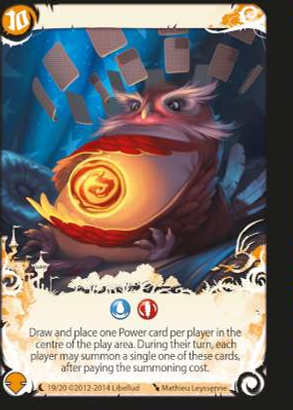 10
Draw and place one Power card per player in the
centre of the play area. During their turn, each
player may summon a single one of these cards,
after paying the summoning cost.
19/20 ©2012-2014 Libellud Mathieu Leyssenne